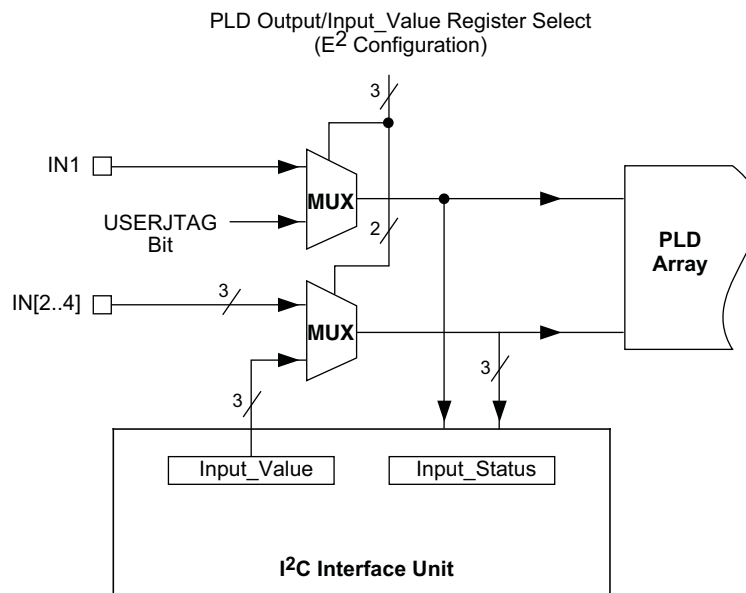 PLD Output/Input_Value Register Select
(E2 Configuration)
3
IN1
MUX
USERJTAG
Bit
2
PLD
Array
IN[2..4]
3
MUX
3
3
Input_Value
Input_Status
I2C Interface Unit